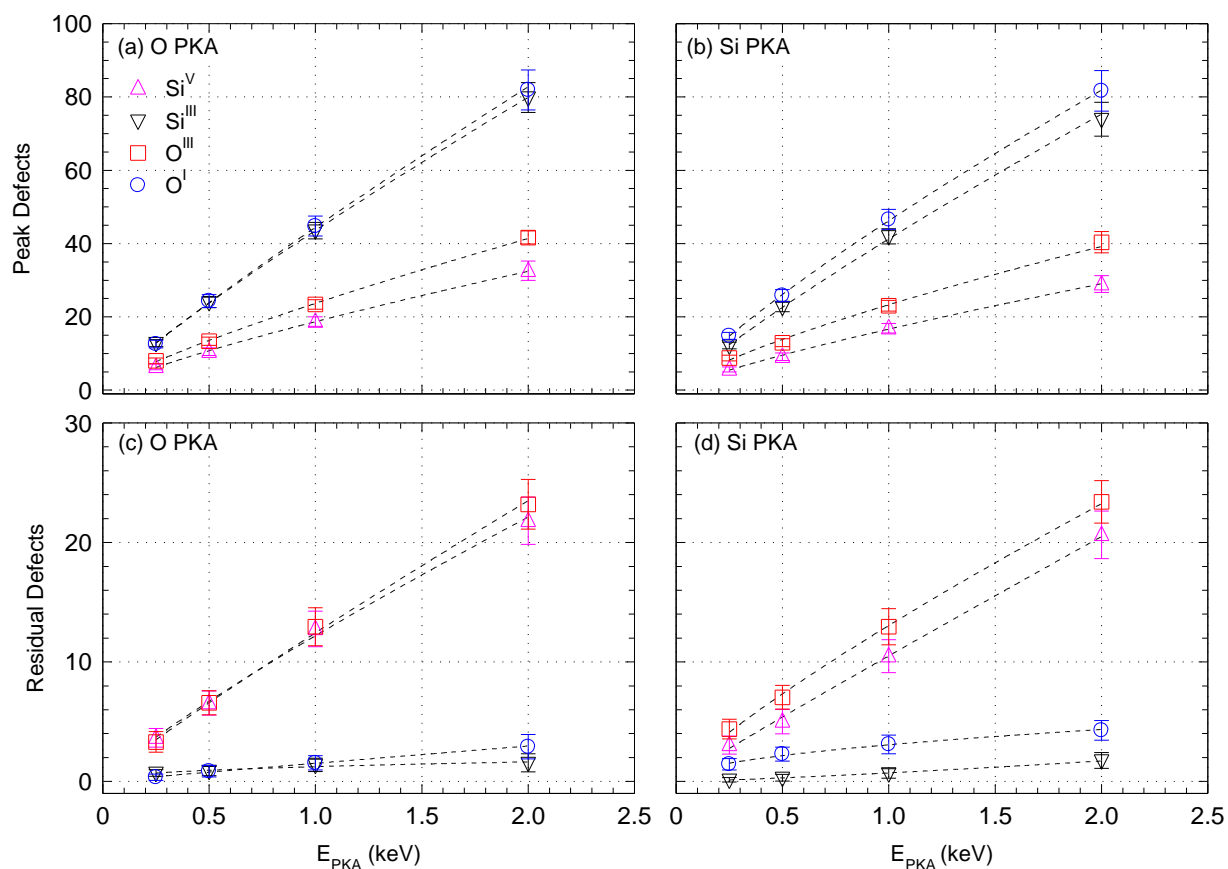 100
80
60
40
20
0
Peak Defects
(a) O PKA
Si^V
Si^III
O^III
O^I
(b) Si PKA
30
20
10
0
Residual Defects
(c) O PKA
(d) Si PKA
0 0.5 1.0 1.5 2.0 2.5
0 0.5 1.0 1.5 2.0 2.5
E_PKA (keV)
E_PKA (keV)